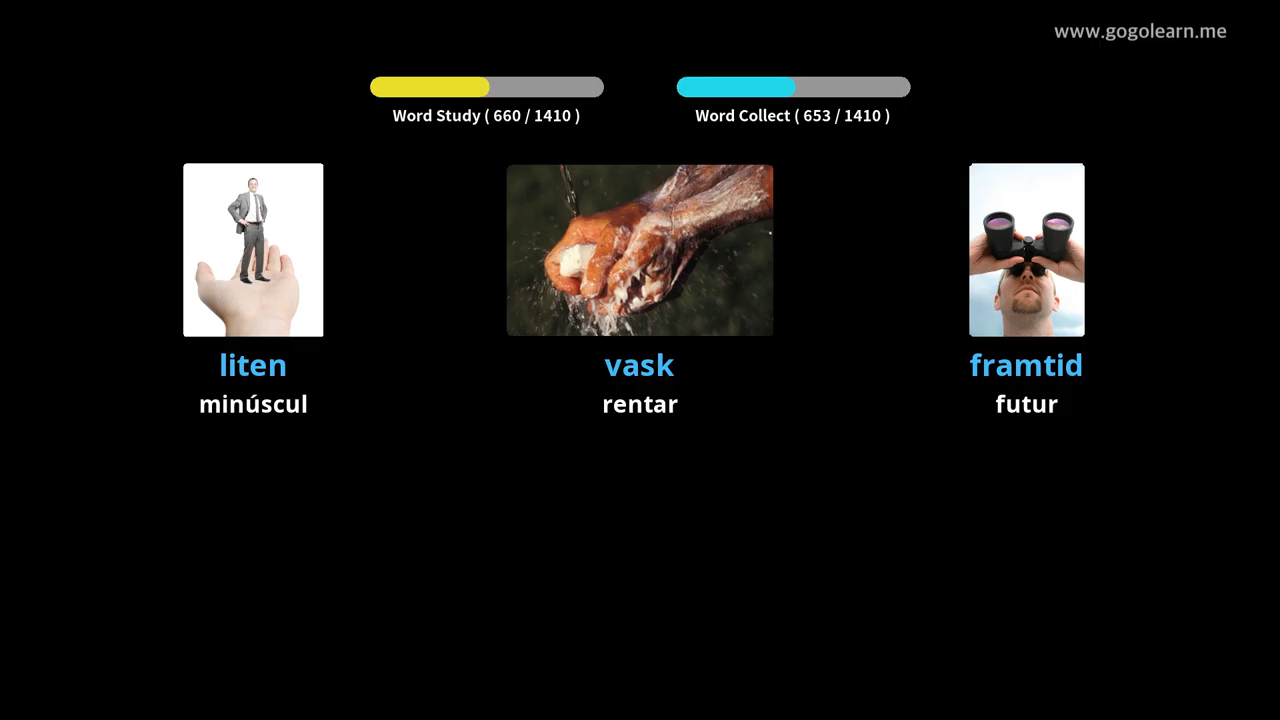 www.gogolearn.me
Word Study ( 660 / 1410 )
Word Collect ( 653 / 1410 )
liten
minúscul
vask
rentar
framtid
futur